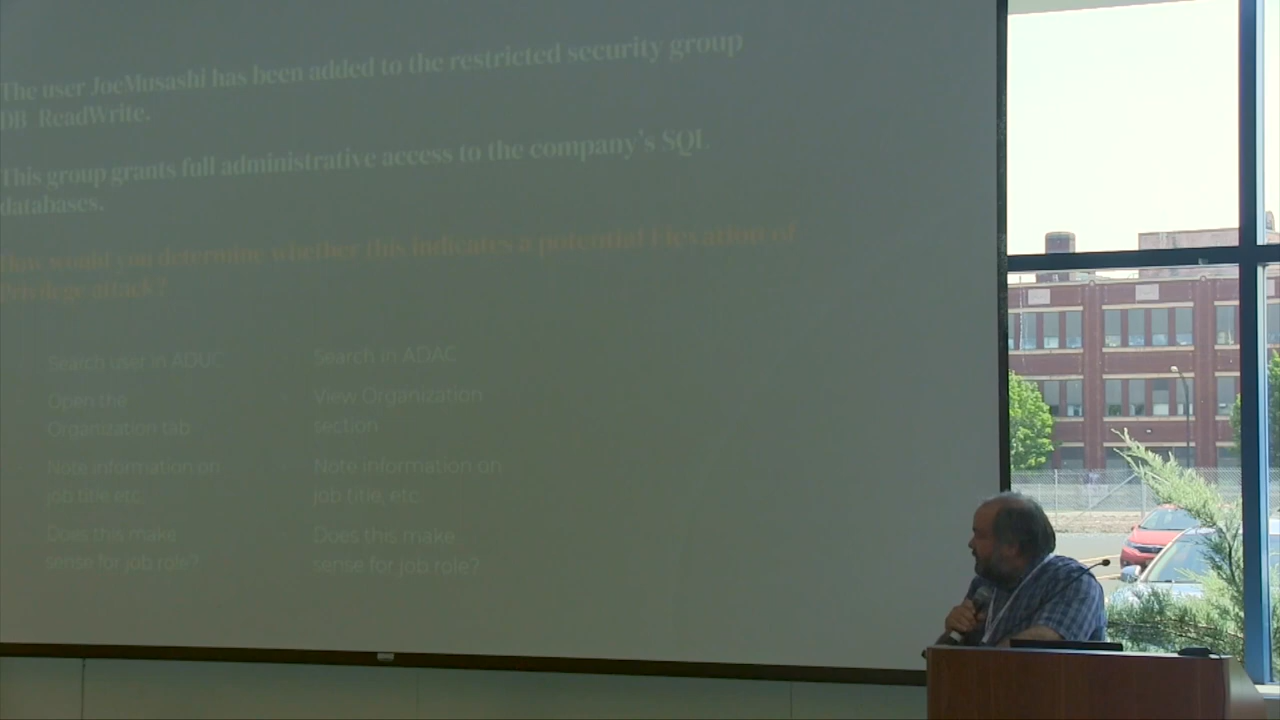 The user JoeMusashi has been added to the restricted security group
DB_ReadWrite.
This group grants full administrative access to the company's SQL
databases.
How would you determine whether this indicates a potential Elevation of
Privilege attack?
Search user in ADUC
Open the
Organization tab
Note information on
job title etc.
Does this make
sense for job role?
Search in ADAC
View Organization
section
Note information on
job title, etc
Does this make
sense for job role?